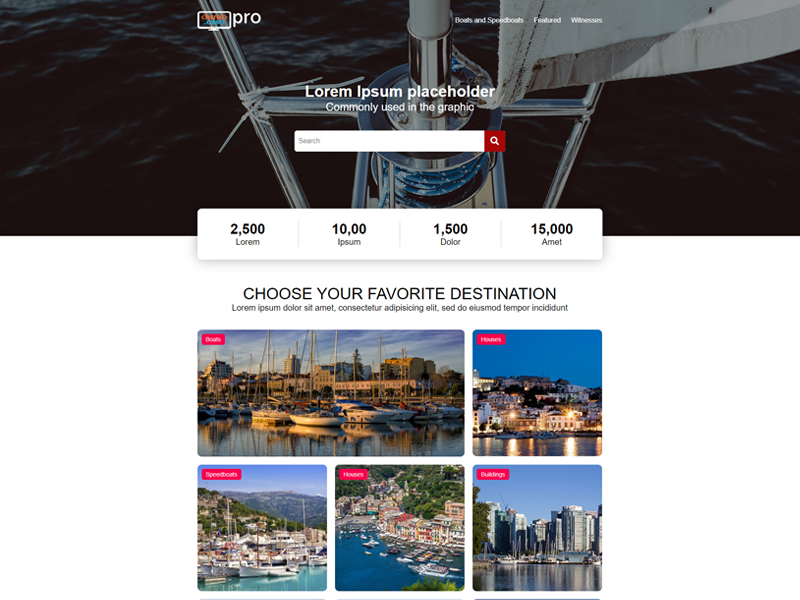 pro
Boats and Speedboats Featured Witnesses
Lorem Ipsum placeholder
Commonly used in the graphic
Search
2,500 10,00 1,500 15,000
Lorem Ipsum Dolor Amet
CHOOSE YOUR FAVORITE DESTINATION
Lorem ipsum dolor sit amet, consectetur adipisicing elit, sed do eiusmod tempor incididunt
Boats Houses
Speedboats Houses Buildings